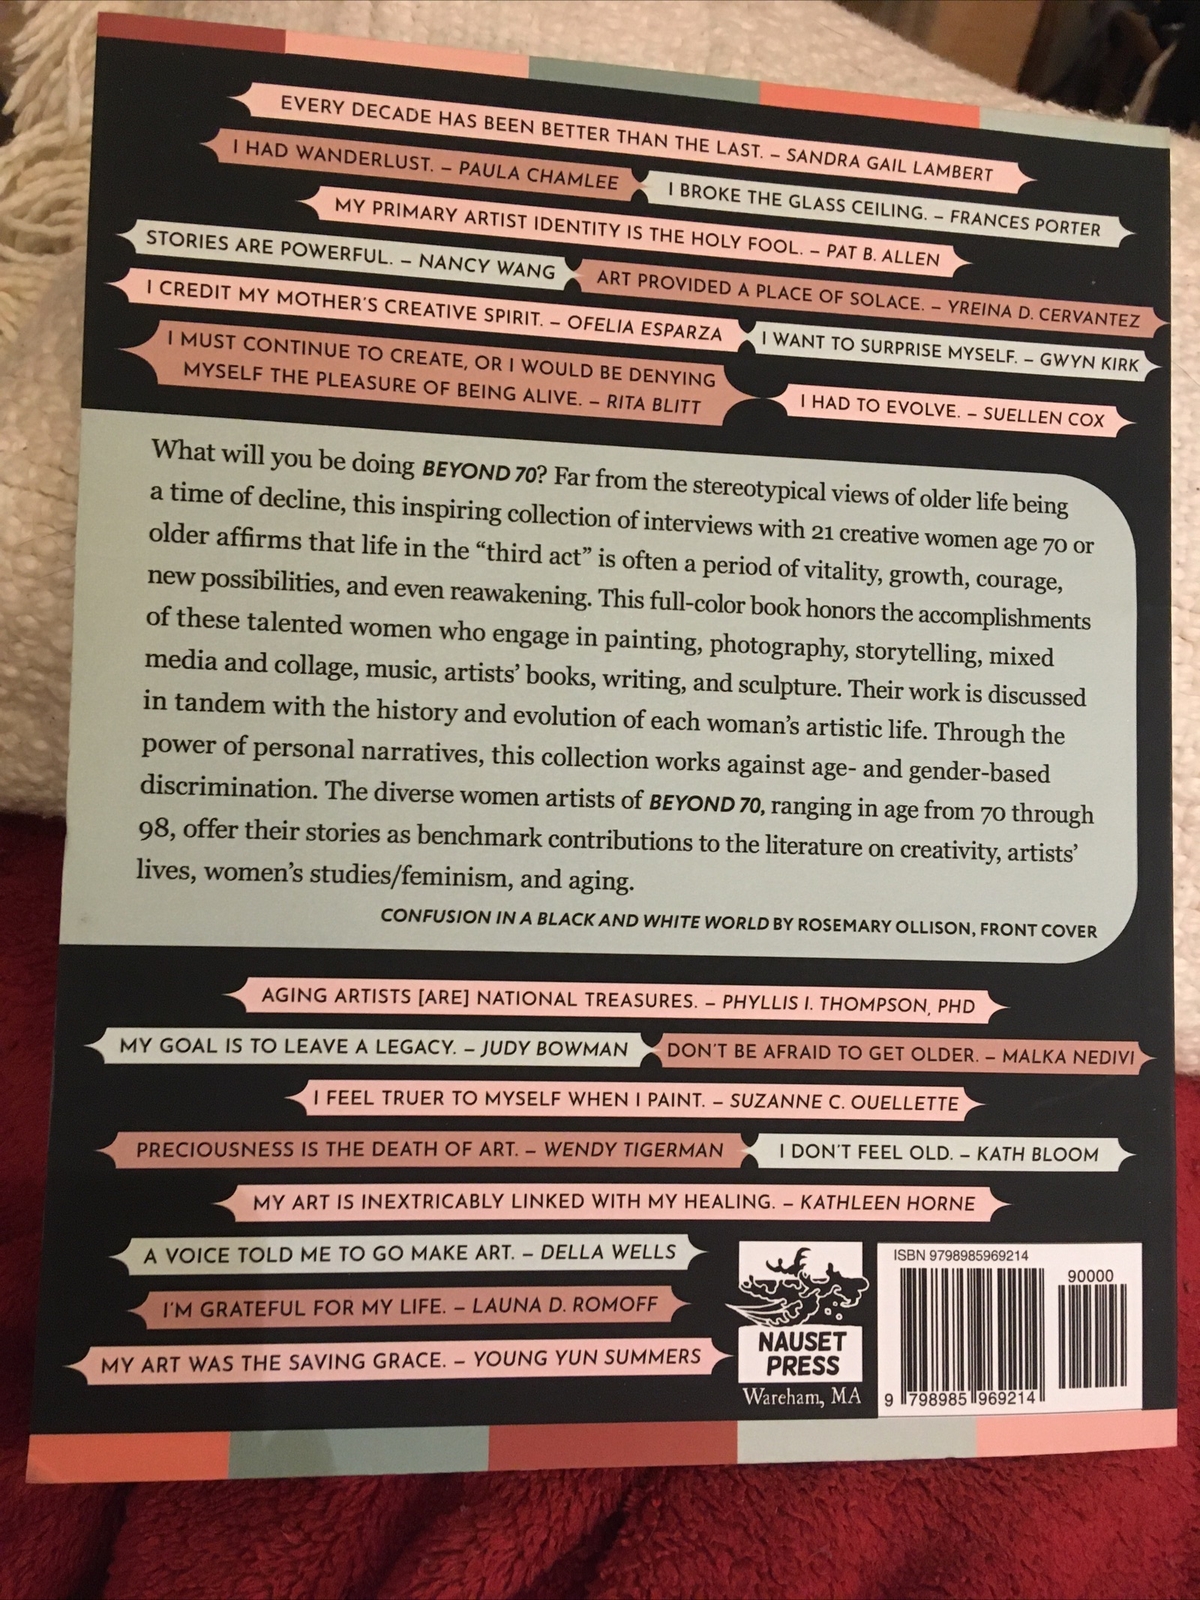 EVERY DECADE HAS BEEN BETTER THAN THE LAST. – SANDRA GAIL LAMBERT
I HAD WANDERLUST. – PAULA CHAMLEE
I BROKE THE GLASS CEILING. – FRANCES PORTER
MY PRIMARY ARTIST IDENTITY IS THE HOLY FOOL. – PAT B. ALLEN
STORIES ARE POWERFUL. – NANCY WANG
ART PROVIDED A PLACE OF SOLACE. – YREINA D. CERVANTEZ
I CREDIT MY MOTHER'S CREATIVE SPIRIT. – OFELIA ESPARZA
I WANT TO SURPRISE MYSELF. – GWYN KIRK
I MUST CONTINUE TO CREATE, OR I WOULD BE DENYING
MYSELF THE PLEASURE OF BEING ALIVE. – RITA BLITT
I HAD TO EVOLVE. – SUELLEN COX
What will you be doing BEYOND 70? Far from the stereotypical views of older life being
a time of decline, this inspiring collection of interviews with 21 creative women age 70 or
older affirms that life in the “third act” is often a period of vitality, growth, courage,
new possibilities, and even reawakening. This full-color book honors the accomplishments
of these talented women who engage in painting, photography, storytelling, mixed
media and collage, music, artists’ books, writing, and sculpture. Their work is discussed
in tandem with the history and evolution of each woman’s artistic life. Through the
power of personal narratives, this collection works against age- and gender-based
discrimination. The diverse women artists of BEYOND 70, ranging in age from 70 through
98, offer their stories as benchmark contributions to the literature on creativity, artists’
lives, women’s studies/feminism, and aging.
CONFUSION IN A BLACK AND WHITE WORLD BY ROSEMARY OLLISON, FRONT COVER
AGING ARTISTS [ARE] NATIONAL TREASURES. – PHYLLIS I. THOMPSON, PHD
MY GOAL IS TO LEAVE A LEGACY. – JUDY BOWMAN
DON'T BE AFRAID TO GET OLDER. – MALKA NEDIVI
I FEEL TRUER TO MYSELF WHEN I PAINT. – SUZANNE C. OUELLETTE
PRECIOUSNESS IS THE DEATH OF ART. – WENDY TIGERMAN
I DON'T FEEL OLD. – KATH BLOOM
MY ART IS INEXTRICABLY LINKED WITH MY HEALING. – KATHLEEN HORNE
A VOICE TOLD ME TO GO MAKE ART. – DELLA WELLS
I'M GRATEFUL FOR MY LIFE. – LAUNA D. ROMOFF
MY ART WAS THE SAVING GRACE. – YOUNG YUN SUMMERS
NAUSET
PRESS
Wareham, MA
ISBN 9798985969214
90000
9 798985 969214